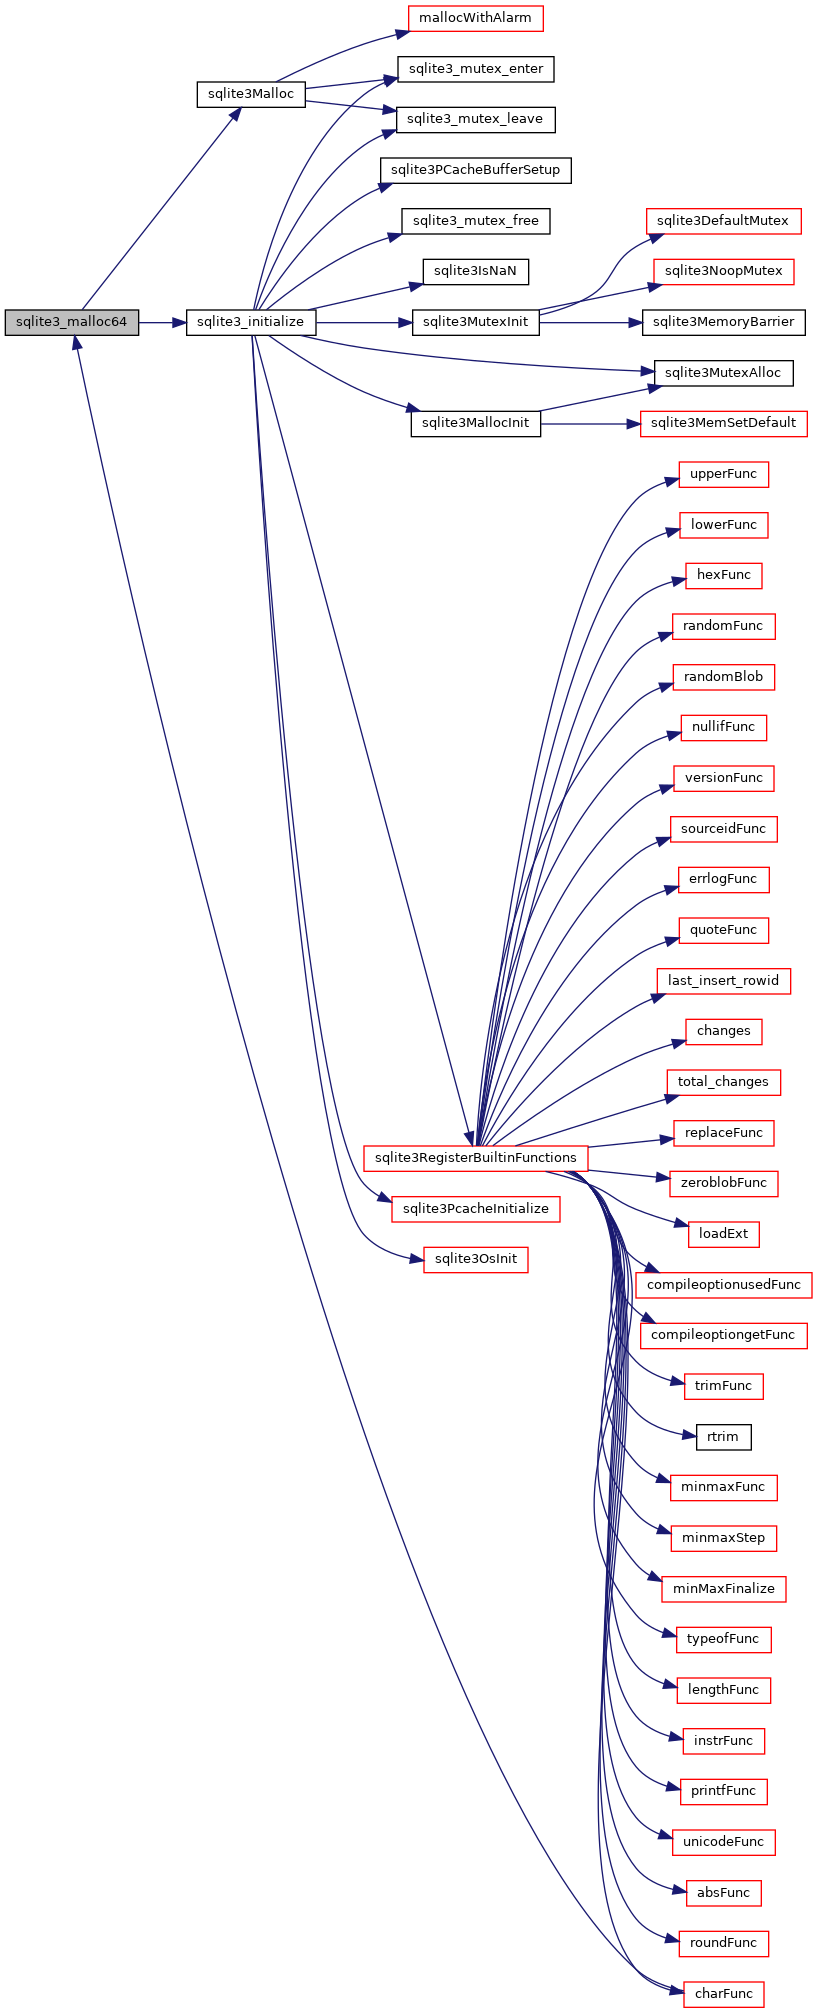 mallocWithAlarm
sqlite3_mutex_enter
sqlite3Malloc
sqlite3_mutex_leave
sqlite3PCacheBufferSetup
sqlite3_mutex_free
sqlite3DefaultMutex
sqlite3IsNaN
sqlite3NoopMutex
sqlite3_malloc64
sqlite3_initialize
sqlite3MutexInit
sqlite3MemoryBarrier
sqlite3MutexAlloc
sqlite3MallocInit
sqlite3MemSetDefault
upperFunc
lowerFunc
hexFunc
randomFunc
randomBlob
nullifFunc
versionFunc
sourceidFunc
errlogFunc
quoteFunc
last_insert_rowid
changes
total_changes
replaceFunc
sqlite3RegisterBuiltinFunctions
zeroblobFunc
sqlite3PcacheInitialize
loadExt
sqlite3OsInit
compileoptionusedFunc
compileoptiongetFunc
trimFunc
rtrim
minmaxFunc
minmaxStep
minMaxFinalize
typeofFunc
lengthFunc
instrFunc
printfFunc
unicodeFunc
absFunc
roundFunc
charFunc